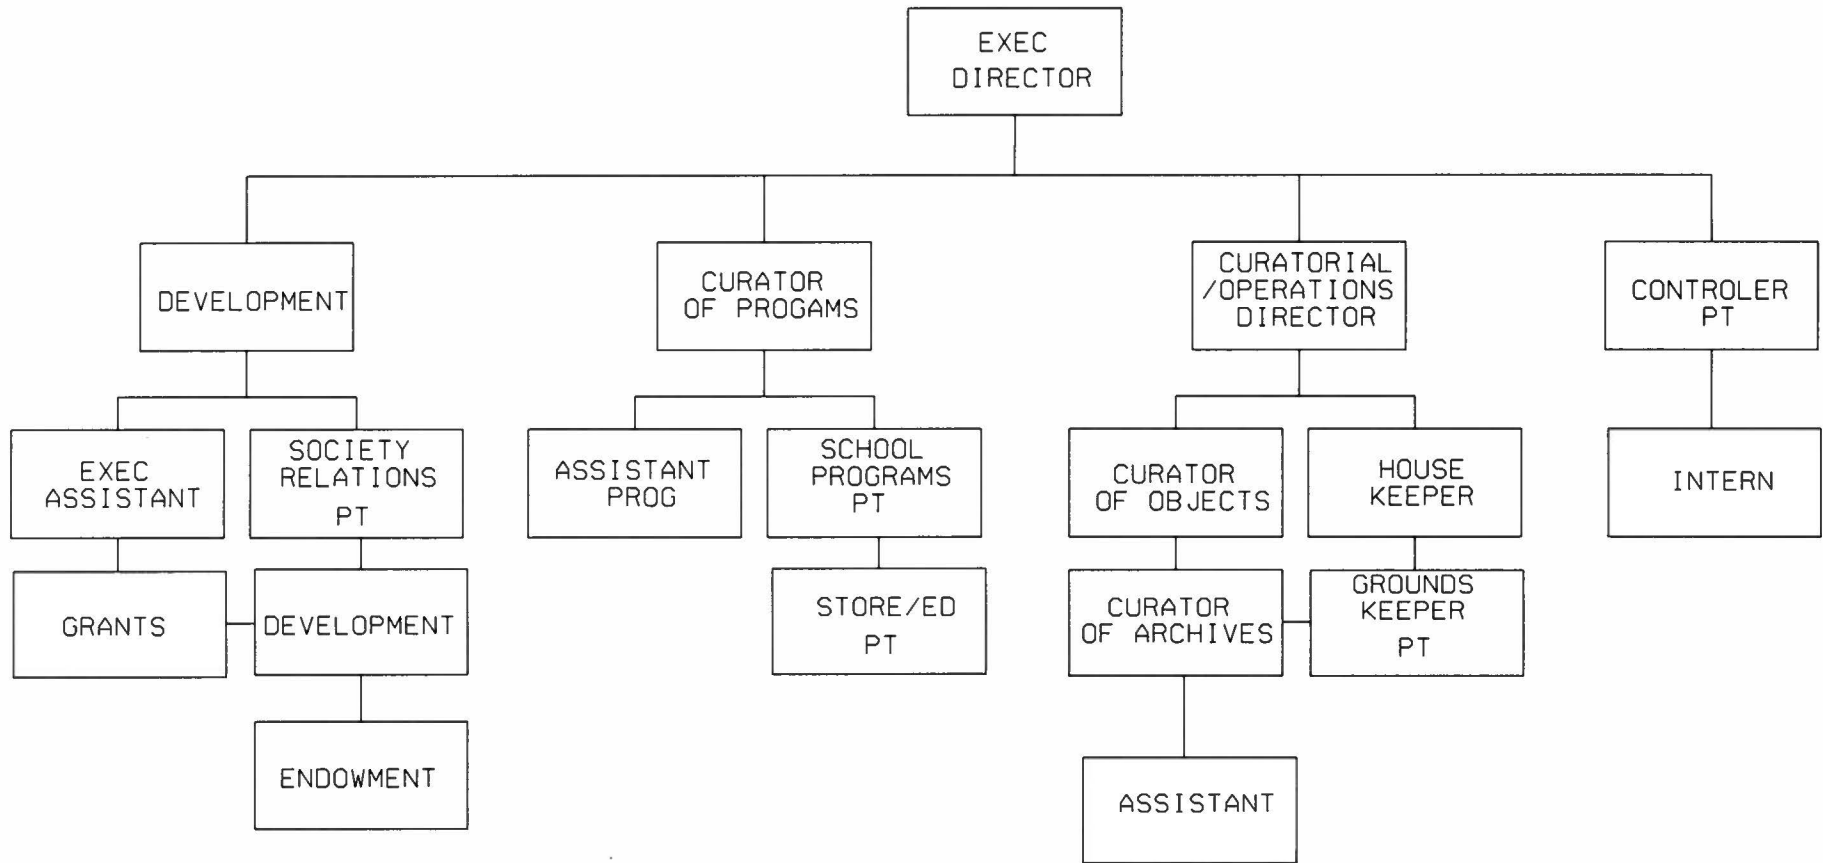 EXEC
DIRECTOR
DEVELOPMENT
CURATOR
OF PROGAMS
CURATORIAL
/OPERATIONS
DIRECTOR
CONTROLER
PT
EXEC
ASSISTANT
SOCIETY
RELATIONS
PT
ASSISTANT
PROG
SCHOOL
PROGRAMS
PT
CURATOR
OF OBJECTS
HOUSE
KEEPER
INTERN
GRANTS
DEVELOPMENT
STORE/ED
PT
CURATOR
OF ARCHIVES
GROUNDS
KEEPER
PT
ENDOWMENT
ASSISTANT